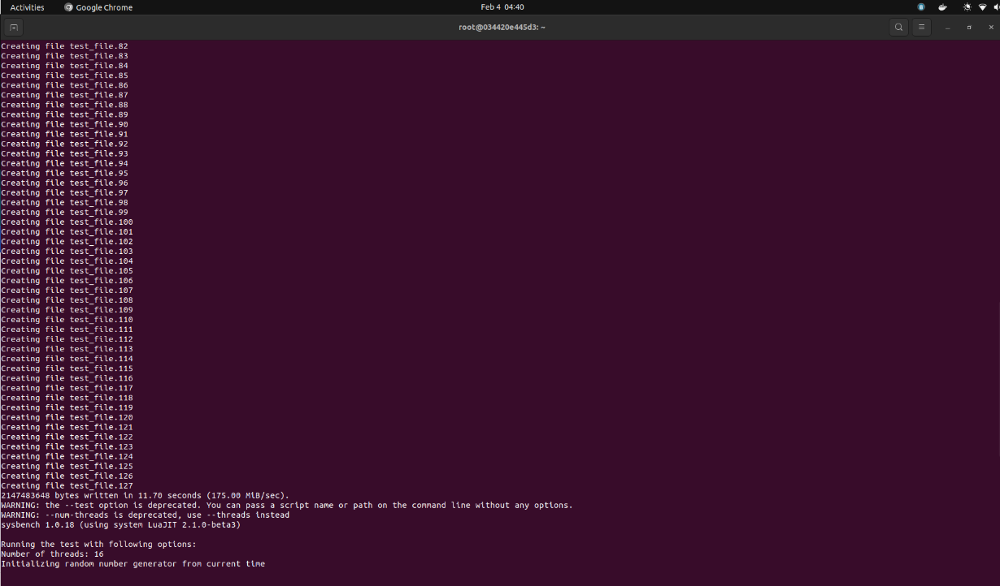 Activities
Google Chrome
Feb 4 04:40
root@034420e445d3: ~
Creating file test_file.82
Creating file test_file.83
Creating file test_file.84
Creating file test_file.85
Creating file test_file.86
Creating file test_file.87
Creating file test_file.88
Creating file test_file.89
Creating file test_file.90
Creating file test_file.91
Creating file test_file.92
Creating file test_file.93
Creating file test_file.94
Creating file test_file.95
Creating file test_file.96
Creating file test_file.97
Creating file test_file.98
Creating file test_file.99
Creating file test_file.100
Creating file test_file.101
Creating file test_file.102
Creating file test_file.103
Creating file test_file.104
Creating file test_file.105
Creating file test_file.106
Creating file test_file.107
Creating file test_file.108
Creating file test_file.109
Creating file test_file.110
Creating file test_file.111
Creating file test_file.112
Creating file test_file.113
Creating file test_file.114
Creating file test_file.115
Creating file test_file.116
Creating file test_file.117
Creating file test_file.118
Creating file test_file.119
Creating file test_file.120
Creating file test_file.121
Creating file test_file.122
Creating file test_file.123
Creating file test_file.124
Creating file test_file.125
Creating file test_file.126
Creating file test_file.127
2147483648 bytes written in 11.70 seconds (175.00 MiB/sec).
WARNING: the --test option is deprecated. You can pass a script name or path on the command line without any options.
WARNING: --num-threads is deprecated, use --threads instead
sysbench 1.0.18 (using system LuaJIT 2.1.0-beta3)
Running the test with following options:
Number of threads: 16
Initializing random number generator from current time